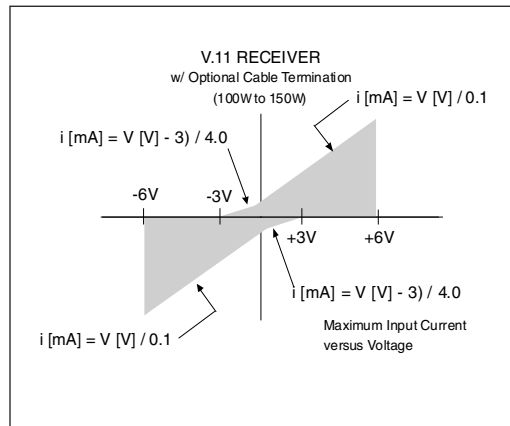 V.11 RECEIVER
w/ Optional Cable Termination
(100W to 150W)
i [mA] = V [V] / 0.1
i [mA] = V [V] - 3) / 4.0
-6V
-3V
+3V
+6V
i [mA] = V [V] - 3) / 4.0
i [mA] = V [V] / 0.1
Maximum Input Current
versus Voltage